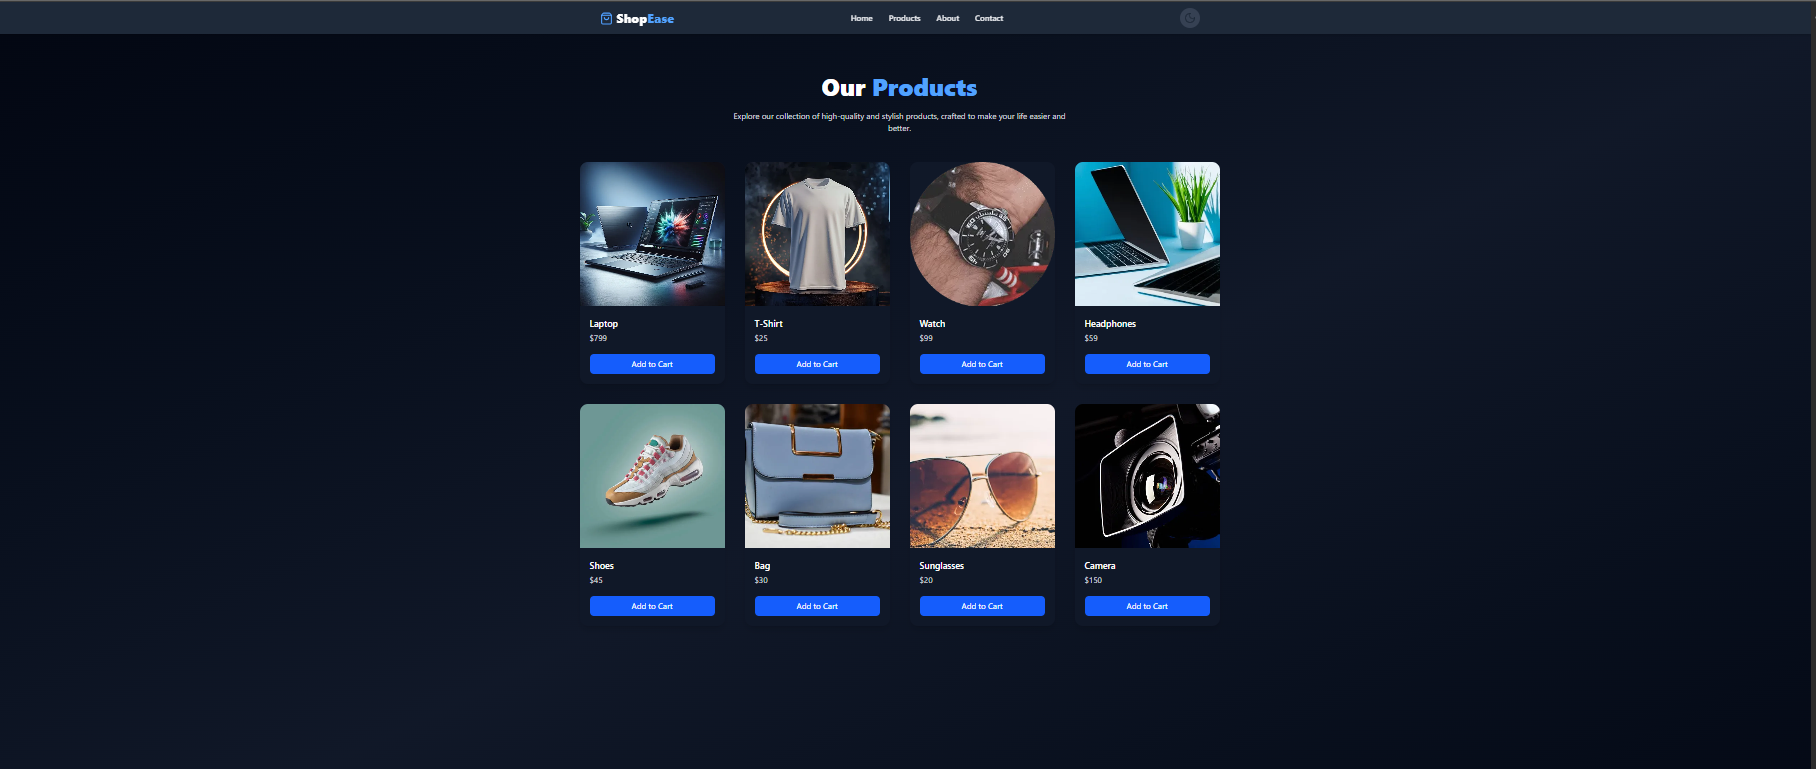 ShopEase
Home Products About Contact
Our Products
Explore our collection of high-quality and stylish products, crafted to make your life easier and
better.
Laptop
$799
Add to Cart
T-Shirt
$25
Add to Cart
Watch
$99
Add to Cart
Headphones
$59
Add to Cart
Shoes
$45
Add to Cart
Bag
$30
Add to Cart
Sunglasses
$20
Add to Cart
Camera
$150
Add to Cart